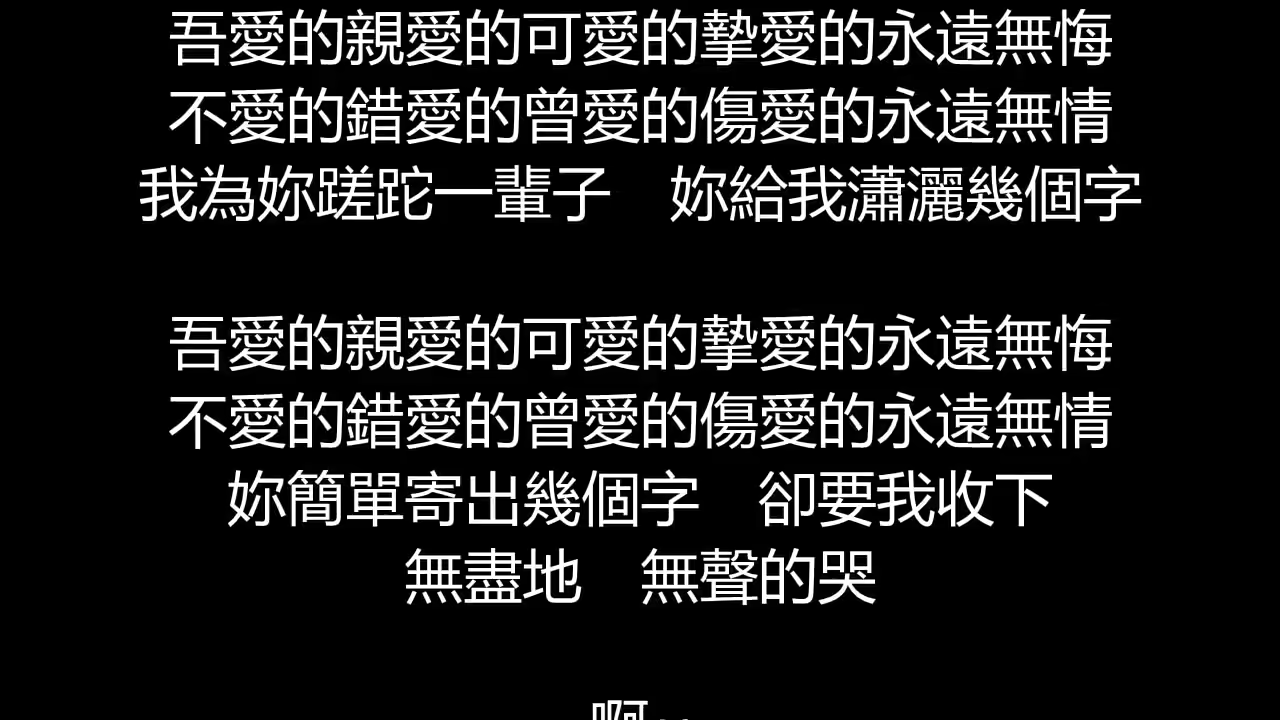 吾愛的親愛的可愛的摯愛的永遠無悔
不愛的錯愛的曾愛的傷愛的永遠無情
我為妳蹉跎一輩子　妳給我瀟灑幾個字
吾愛的親愛的可愛的摯愛的永遠無悔
不愛的錯愛的曾愛的傷愛的永遠無情
妳簡單寄出幾個字　卻要我收下
無盡地　無聲的哭
啊